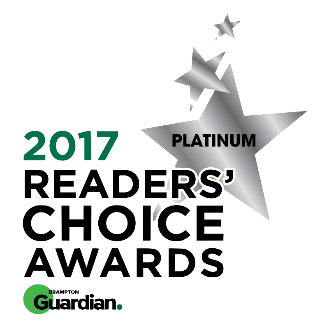 PLATINUM
2017
READERS'
CHOICE
AWARDS
BRAMPTON
Guardian.